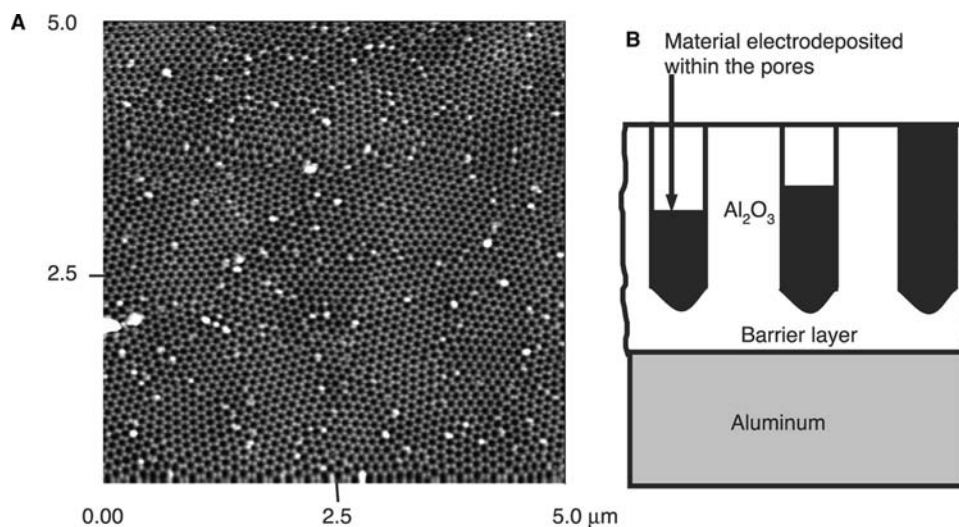 A
5.0
2.5
0.00
2.5
5.0 μm
B
Material electrodeposited
within the pores
Al₂O₃
Barrier layer
Aluminum